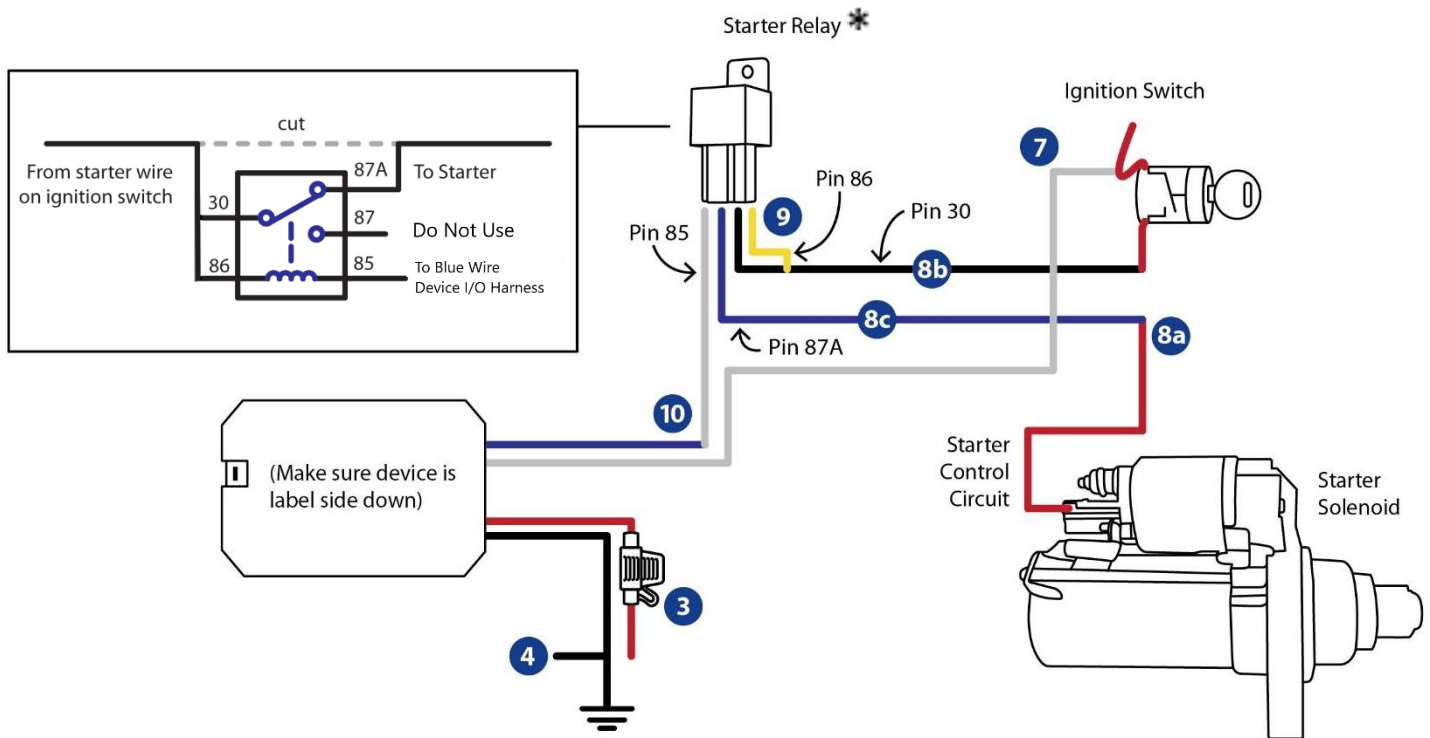 Starter Relay *
Ignition Switch
cut
From starter wire
on ignition switch
87A
To Starter
30
87
Do Not Use
86
85
To Blue Wire
Device I/O Harness
7
Pin 86
9
Pin 85
Pin 30
8b
8c
8a
Pin 87A
10
(Make sure device is
label side down)
Starter
Control
Circuit
Starter
Solenoid
3
4